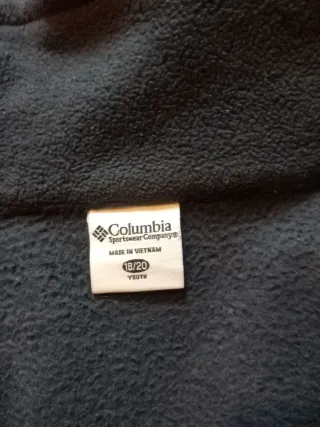 Columbia
Sportswear Company®
MADE IN VIETNAM
18/20
YOUTH